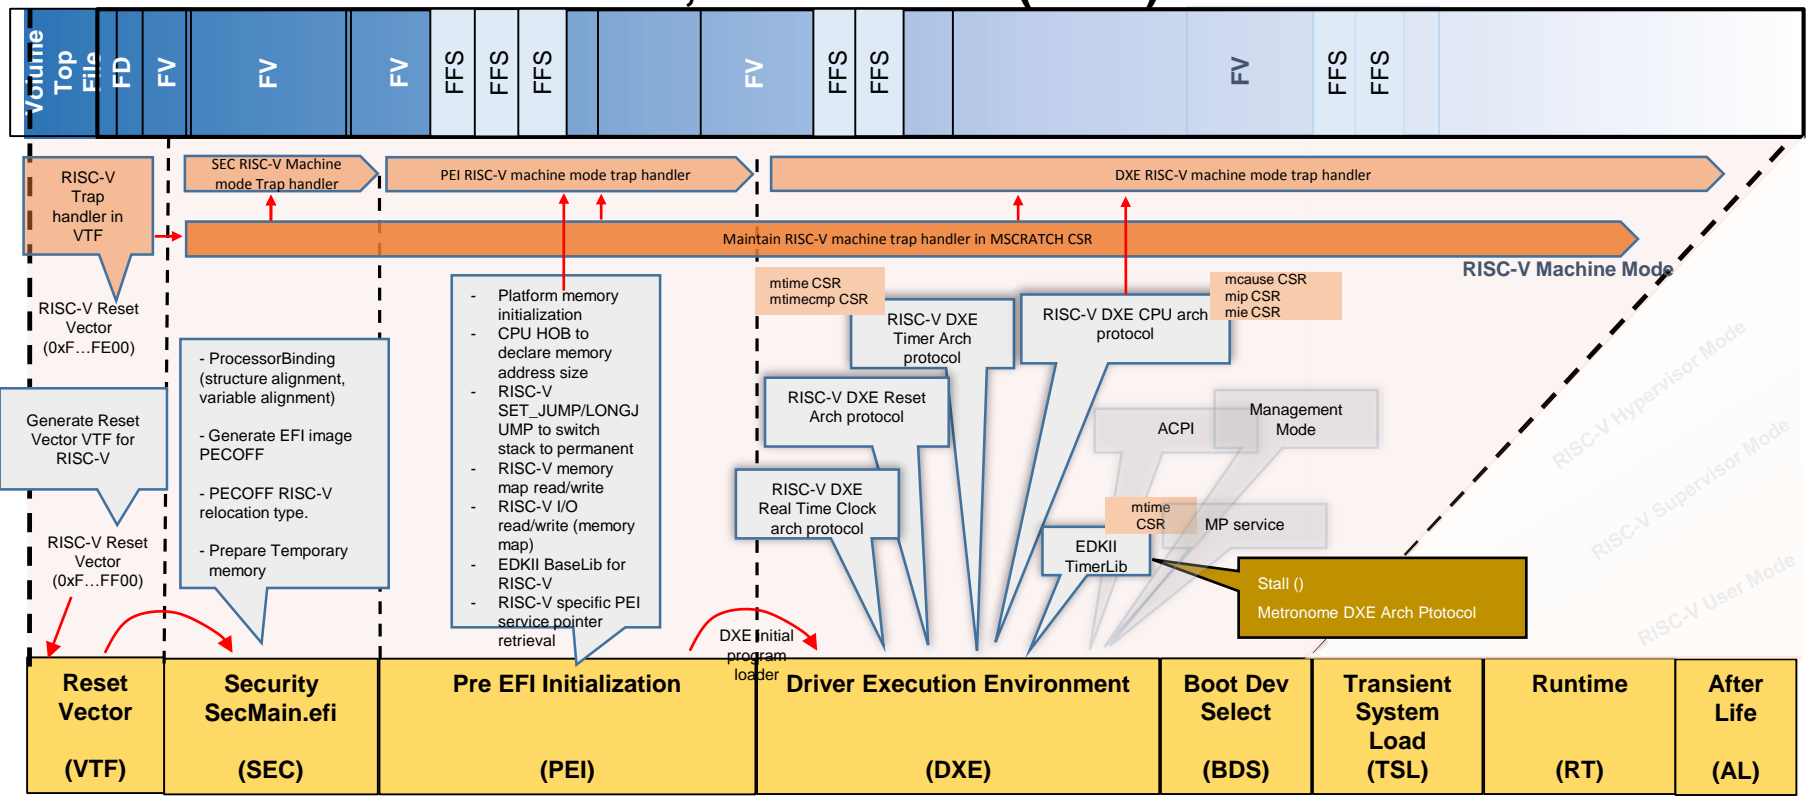 Volume
Top
File
FD
FV
FV
FV
FFS
FFS
FFS
FV
FFS
FFS
FV
FFS
FFS
RISC-V
Trap
handler in
VTF
SEC RISC-V Machine
mode Trap handler
PEI RISC-V machine mode trap handler
DXE RISC-V machine mode trap handler
Maintain RISC-V machine trap handler in MSCRATCH CSR
RISC-V Machine Mode
RISC-V Hypervisor Mode
RISC-V Supervisor Mode
RISC-V User Mode
RISC-V Reset
Vector
(0xF…FE00)
Generate Reset
Vector VTF for
RISC-V
RISC-V Reset
Vector
(0xF…FF00)
- ProcessorBinding
(structure alignment,
variable alignment)
- Generate EFI image
PECOFF
- PECOFF RISC-V
relocation type.
- Prepare Temporary
memory
- Platform memory
initialization
- CPU HOB to
declare memory
address size
- RISC-V
SET_JUMP/LONGJ
UMP to switch
stack to permanent
- RISC-V memory
map read/write
- RISC-V I/O
read/write (memory
map)
- EDKII BaseLib for
RISC-V
- RISC-V specific PEI
service pointer
retrieval
DXE Initial
program
loader
mtime CSR
mtimecmp CSR
RISC-V DXE
Timer Arch
protocol
RISC-V DXE Reset
Arch protocol
RISC-V DXE
Real Time Clock
arch protocol
mcause CSR
mip CSR
mie CSR
RISC-V DXE CPU arch
protocol
ACPI
Management
Mode
MP service
mtime
CSR
EDKII
TimerLib
Stall ()
Metronome DXE Arch Ptotocol
Reset
Vector
(VTF)
Security
SecMain.efi
(SEC)
Pre EFI Initialization
(PEI)
Driver Execution Environment
(DXE)
Boot Dev
Select
(BDS)
Transient
System
Load
(TSL)
Runtime
(RT)
After
Life
(AL)